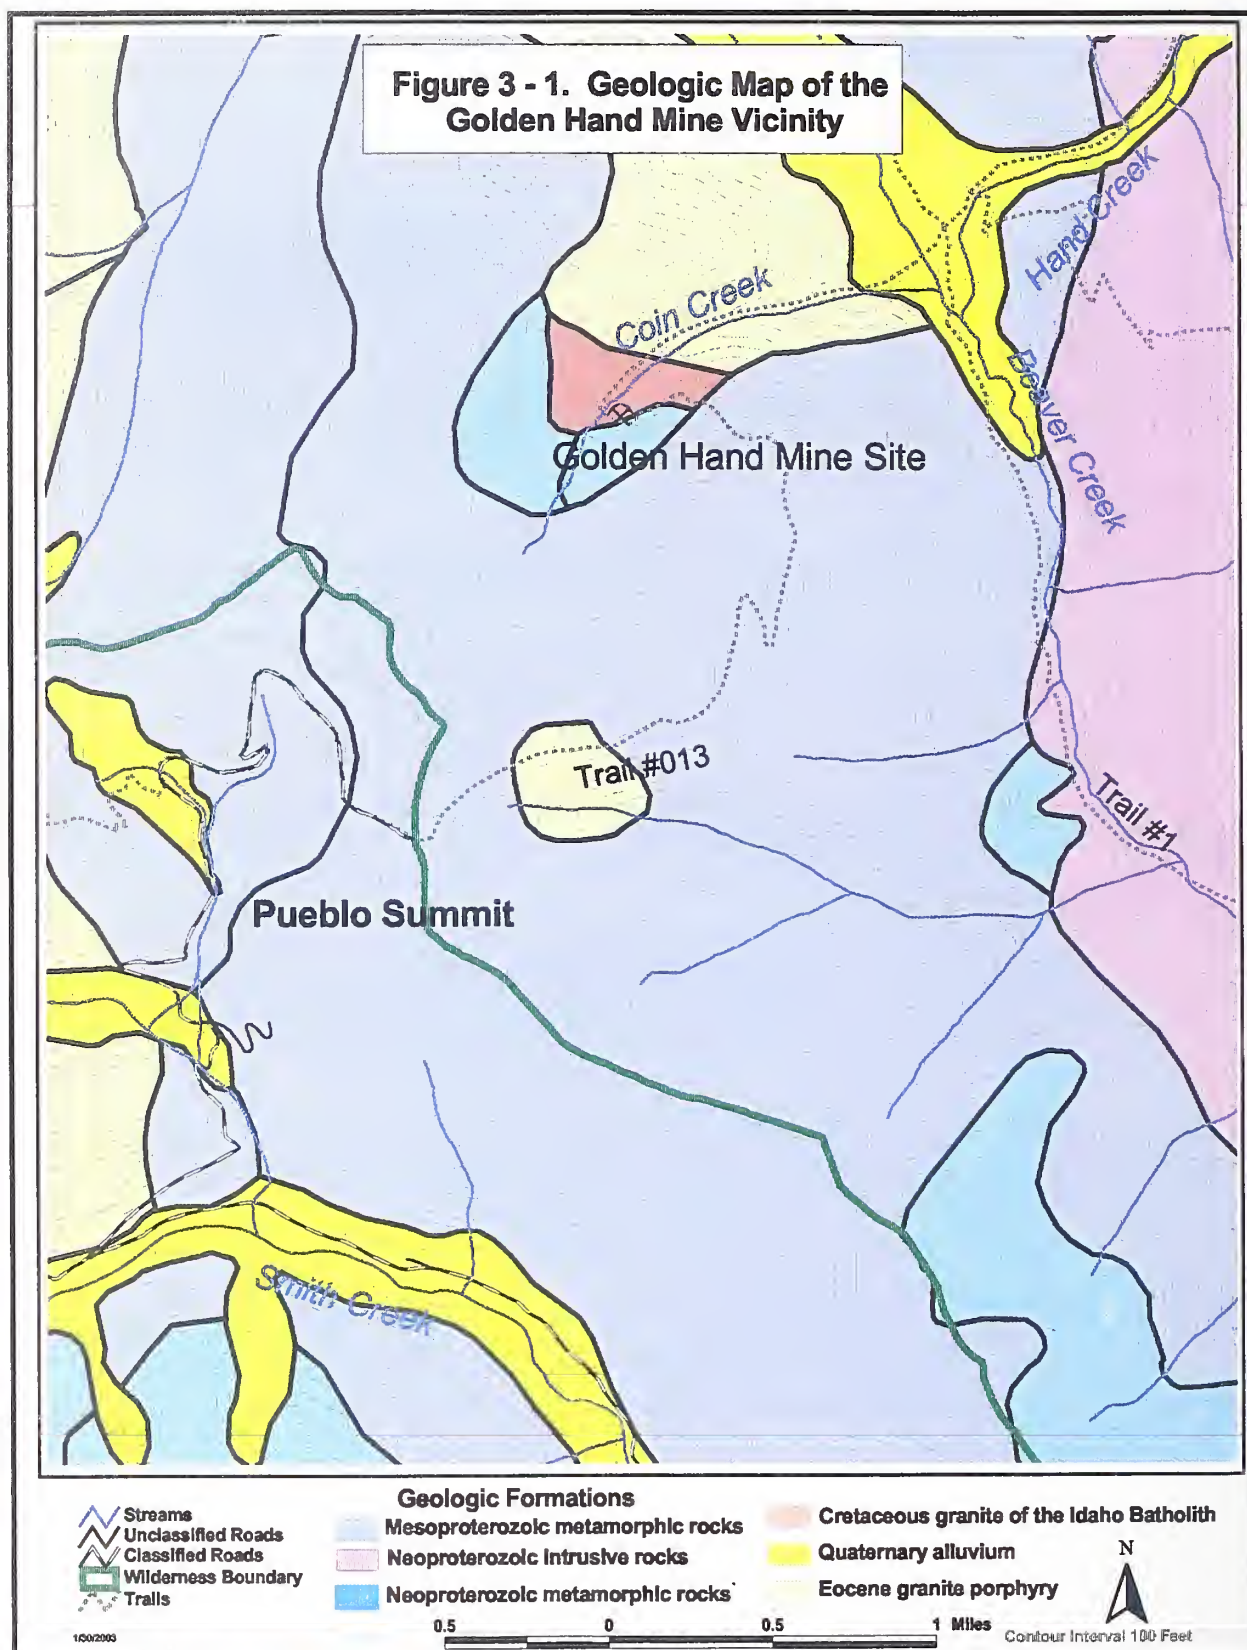 Figure 3 - 1. Geologic Map of the
Golden Hand Mine Vicinity
Hand Creek
Coin Creek
Beaver Creek
Golden Hand Mine Site
Trail #013
Trail #1
Pueblo Summit
Smith Creek
Streams
Unclassified Roads
Classified Roads
Wilderness Boundary
Trails
Geologic Formations
Mesoproterozoic metamorphic rocks
Neoproterozoic intrusive rocks
Neoproterozoic metamorphic rocks
Cretaceous granite of the Idaho Batholith
Quaternary alluvium
Eocene granite porphyry
N
0.5 0 0.5 1 Miles
Contour Interval 100 Feet
1/30/2003